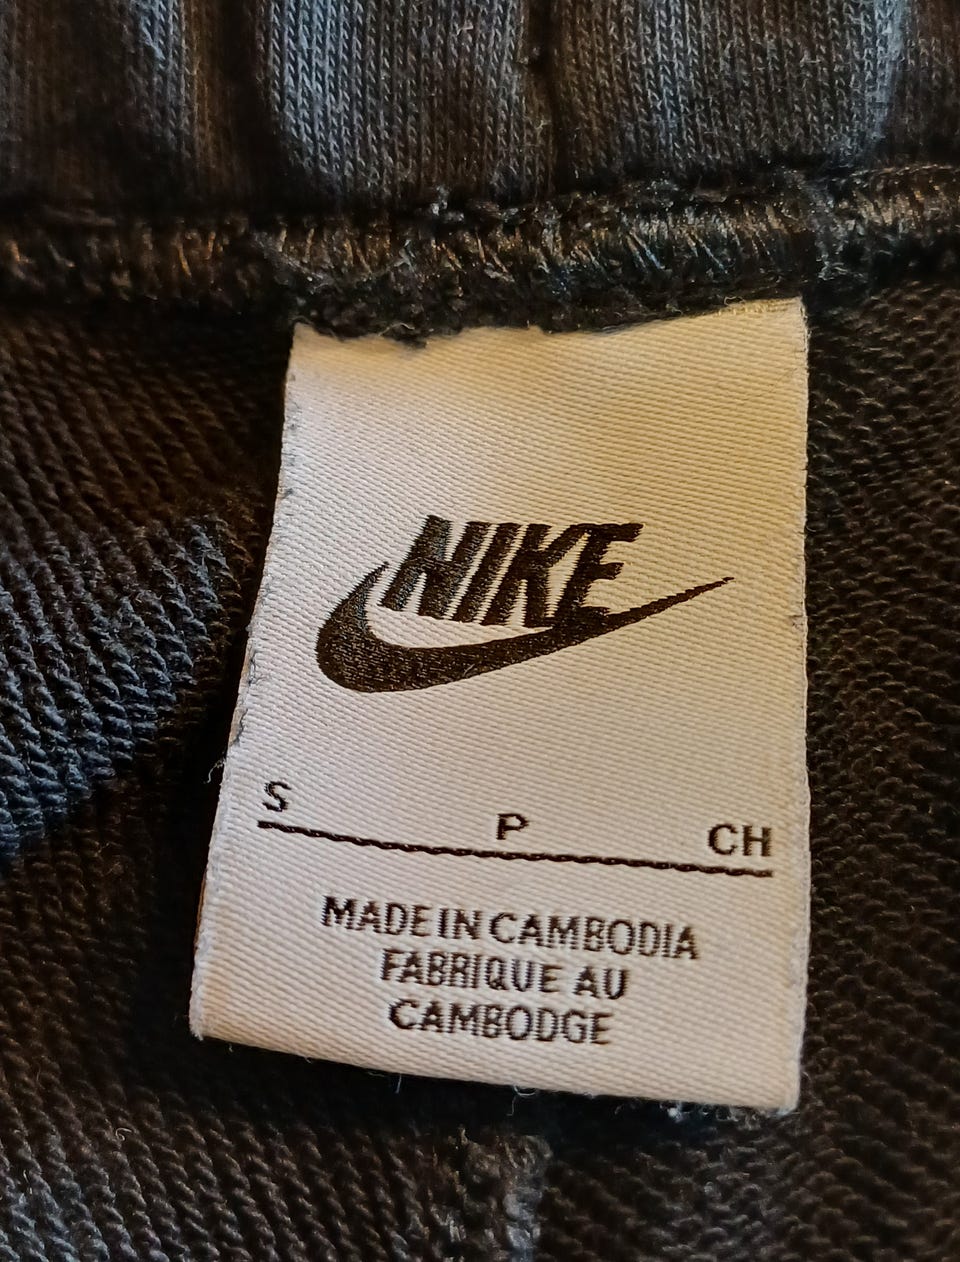 NIKE
S P CH
MADE IN CAMBODIA
FABRIQUE AU
CAMBODGE